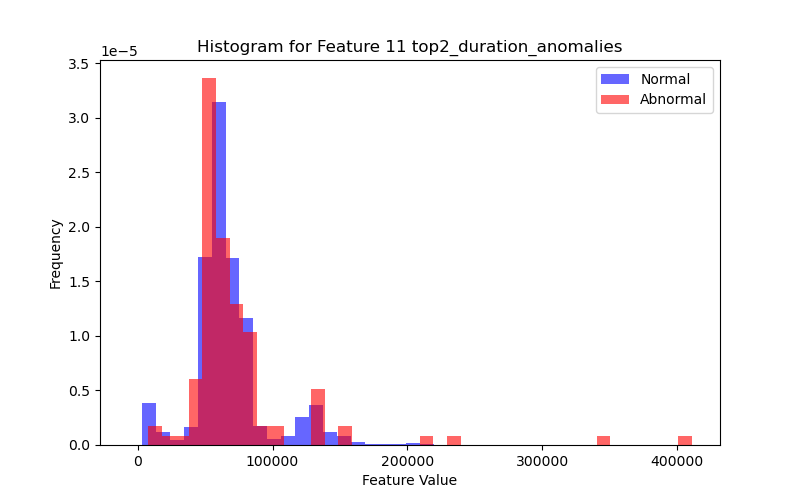 Histogram for Feature 11 top2_duration_anomalies
1e−5
Normal
Abnormal
3.5
3.0
2.5
2.0
1.5
1.0
0.5
0.0
Frequency
0 100000 200000 300000 400000
Feature Value